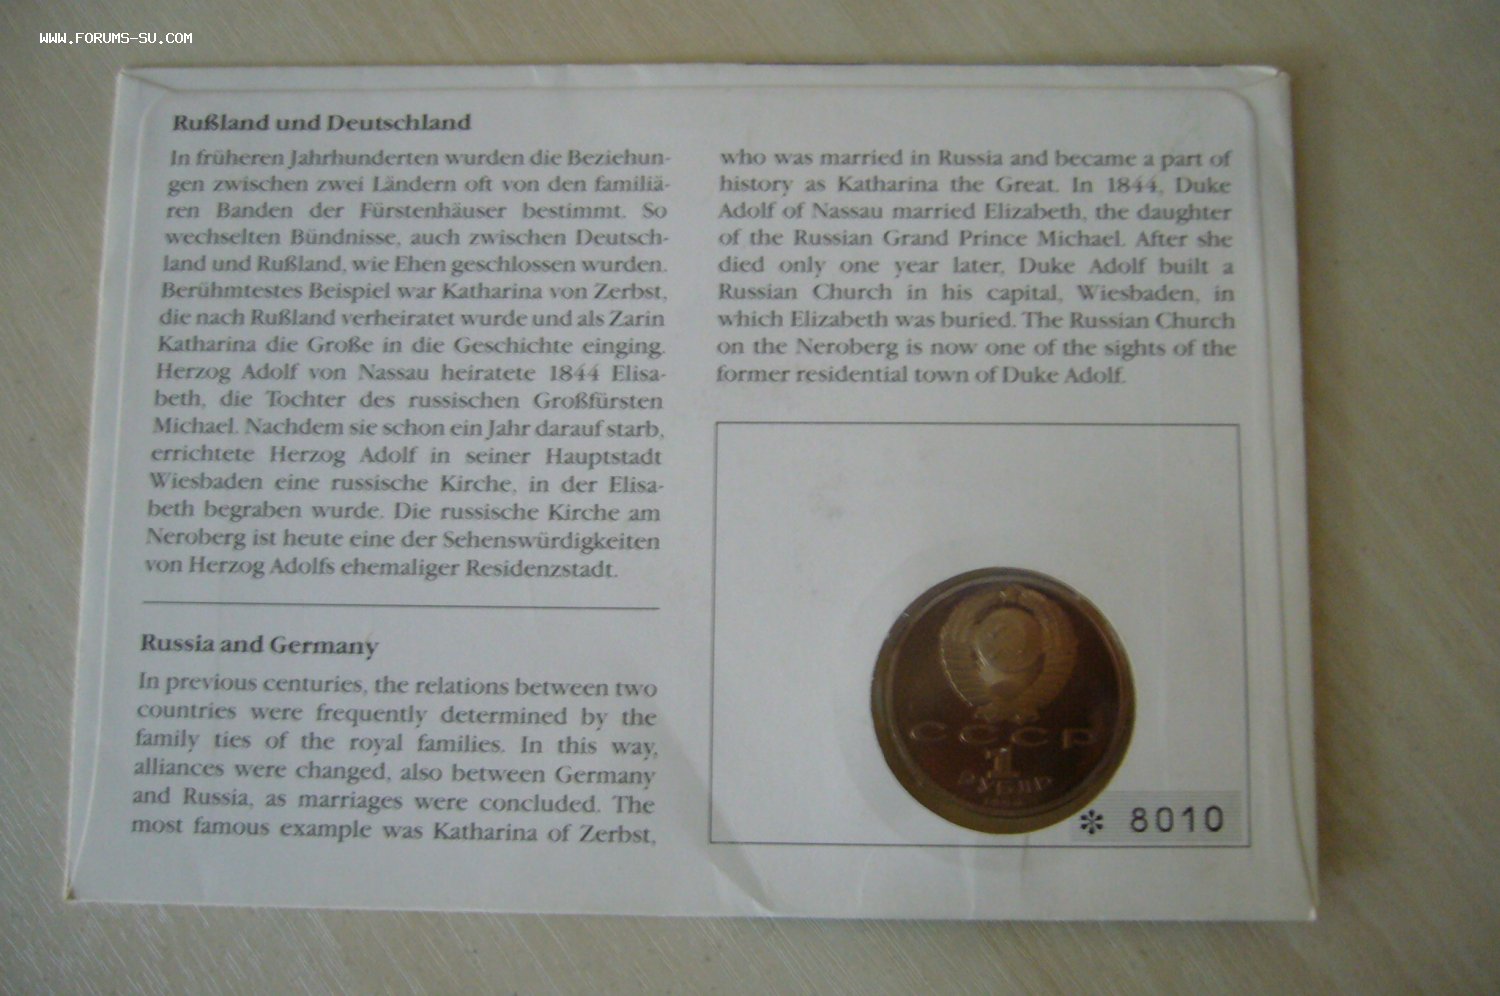 WWW.FORUMS-SU.COM
Rußland und Deutschland
In früheren Jahrhunderten wurden die Beziehun-
gen zwischen zwei Ländern oft von den familiä-
ren Banden der Fürstenhäuser bestimmt. So
wechselten Bündnisse, auch zwischen Deutsch-
land und Rußland, wie Ehen geschlossen wurden.
Berühmtestes Beispiel war Katharina von Zerbst,
die nach Rußland verheiratet wurde und als Zarin
Katharina die Große in die Geschichte einging.
Herzog Adolf von Nassau heiratete 1844 Elisa-
beth, die Tochter des russischen Großfürsten
Michael. Nachdem sie schon ein Jahr darauf starb,
errichtete Herzog Adolf in seiner Hauptstadt
Wiesbaden eine russische Kirche, in der Elisa-
beth begraben wurde. Die russische Kirche am
Neroberg ist heute eine der Sehenswürdigkeiten
von Herzog Adolfs ehemaliger Residenzstadt.
Russia and Germany
In previous centuries, the relations between two
countries were frequently determined by the
family ties of the royal families. In this way,
alliances were changed, also between Germany
and Russia, as marriages were concluded. The
most famous example was Katharina of Zerbst,
who was married in Russia and became a part of
history as Katharina the Great. In 1844, Duke
Adolf of Nassau married Elizabeth, the daughter
of the Russian Grand Prince Michael. After she
died only one year later, Duke Adolf built a
Russian Church in his capital, Wiesbaden, in
which Elizabeth was buried. The Russian Church
on the Neroberg is now one of the sights of the
former residential town of Duke Adolf.
СССР
1
РУБЛЬ
* 8010